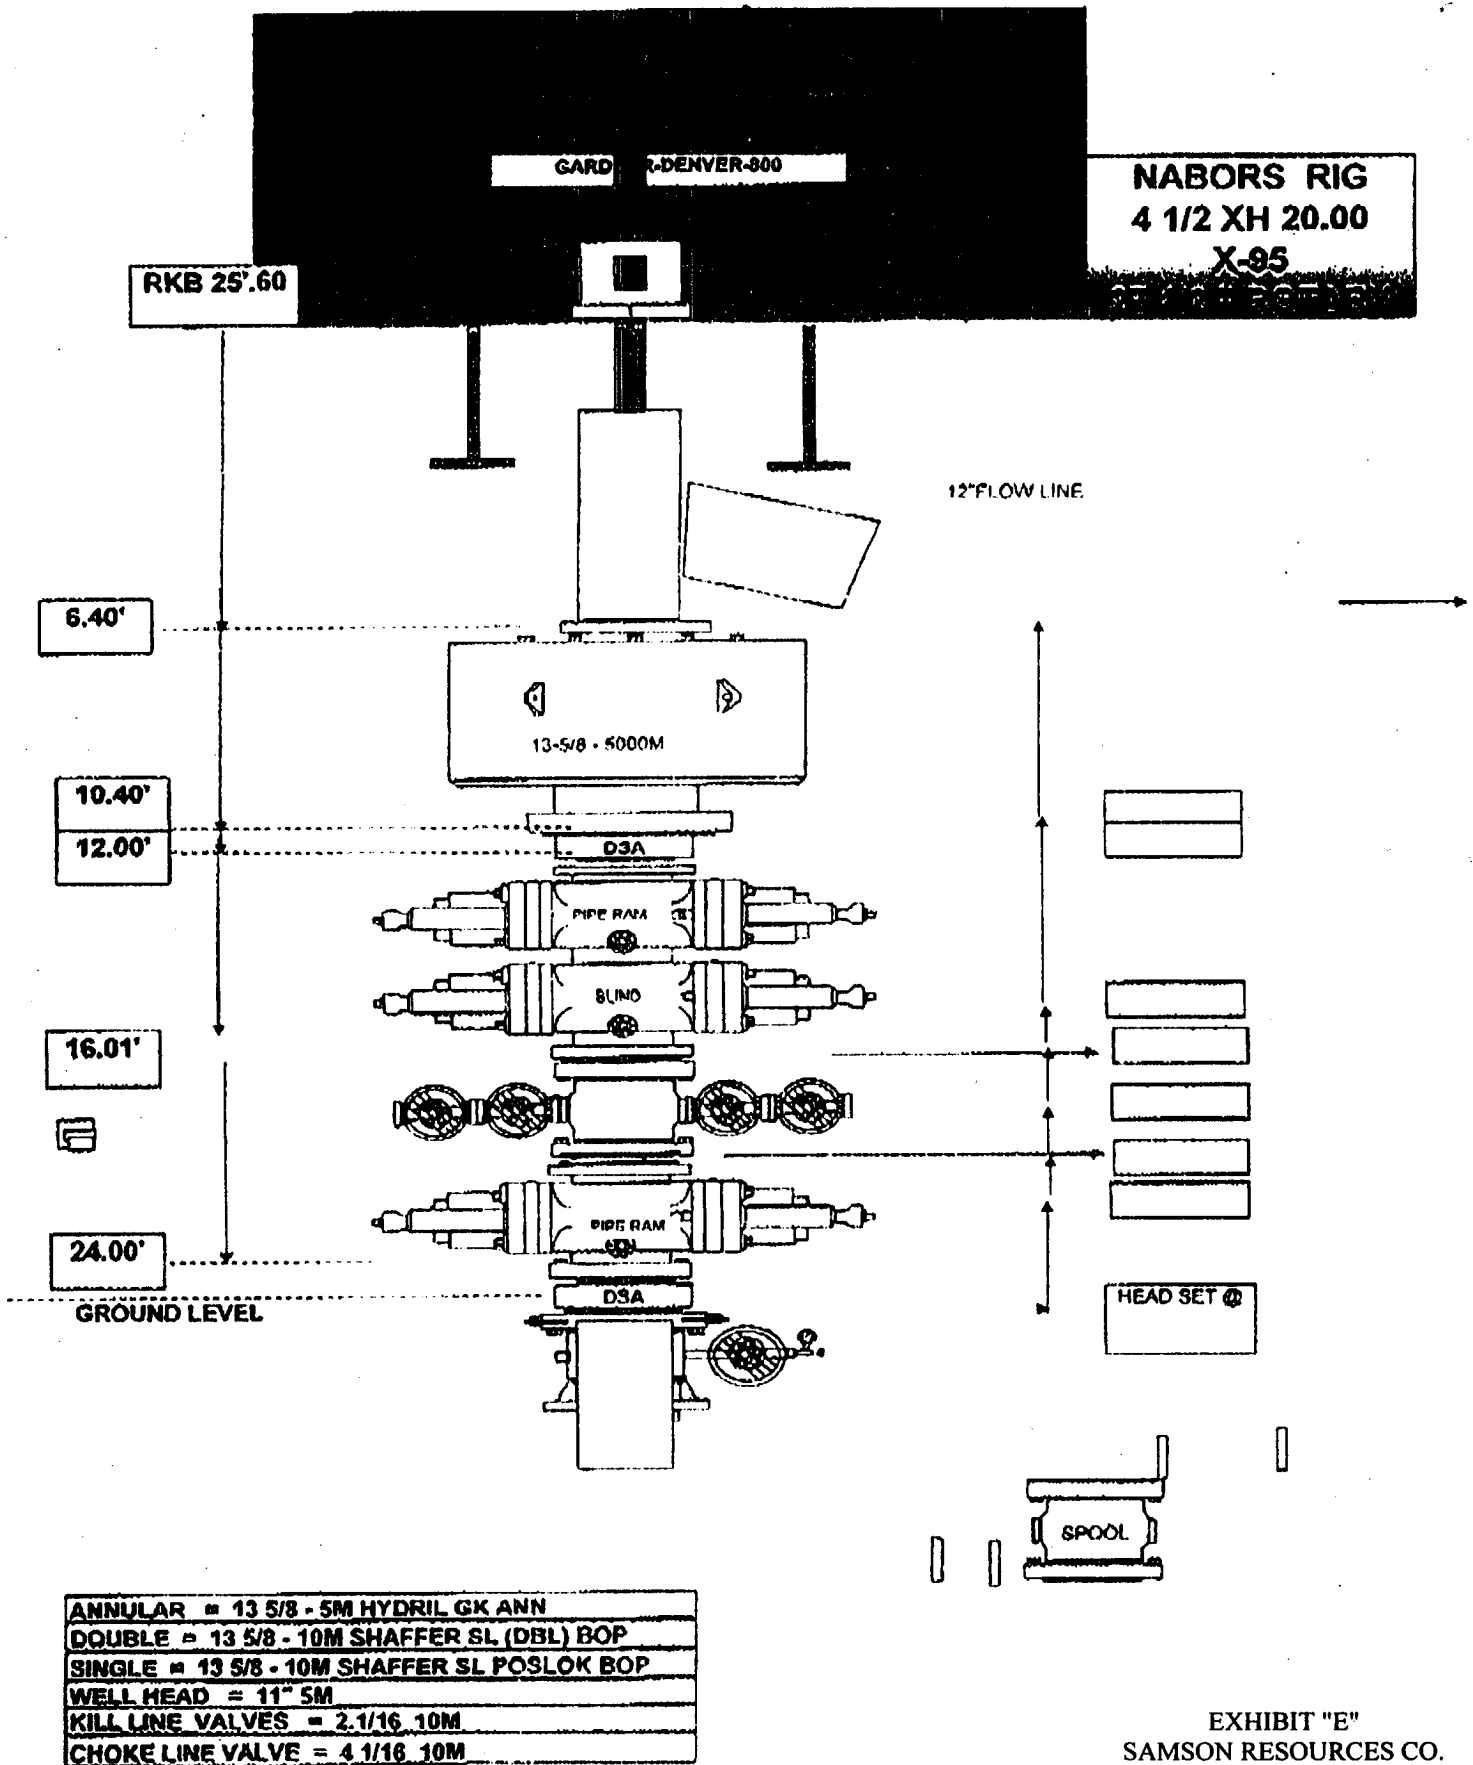 GARD R-DENVER-800
NABORS RIG
4 1/2 XH 20.00
X-95
RKB 25'.60
12"FLOW LINE
6.40'
13-5/8 - 5000M
10.40'
12.00'
DSA
PIPE RAM
BLIND
16.01'
PIPE RAM
24.00'
GROUND LEVEL
DSA
HEAD SET @
SPOOL
ANNULAR = 13 5/8 - 5M HYDRIL GK ANN
DOUBLE = 13 5/8 - 10M SHAFFER SL (DBL) BOP
SINGLE = 13 5/8 - 10M SHAFFER SL POSLOK BOP
WELL HEAD = 11" 5M
KILL LINE VALVES = 2.1/16 10M
CHOKE LINE VALVE = 4 1/16 10M
EXHIBIT "E"
SAMSON RESOURCES CO.